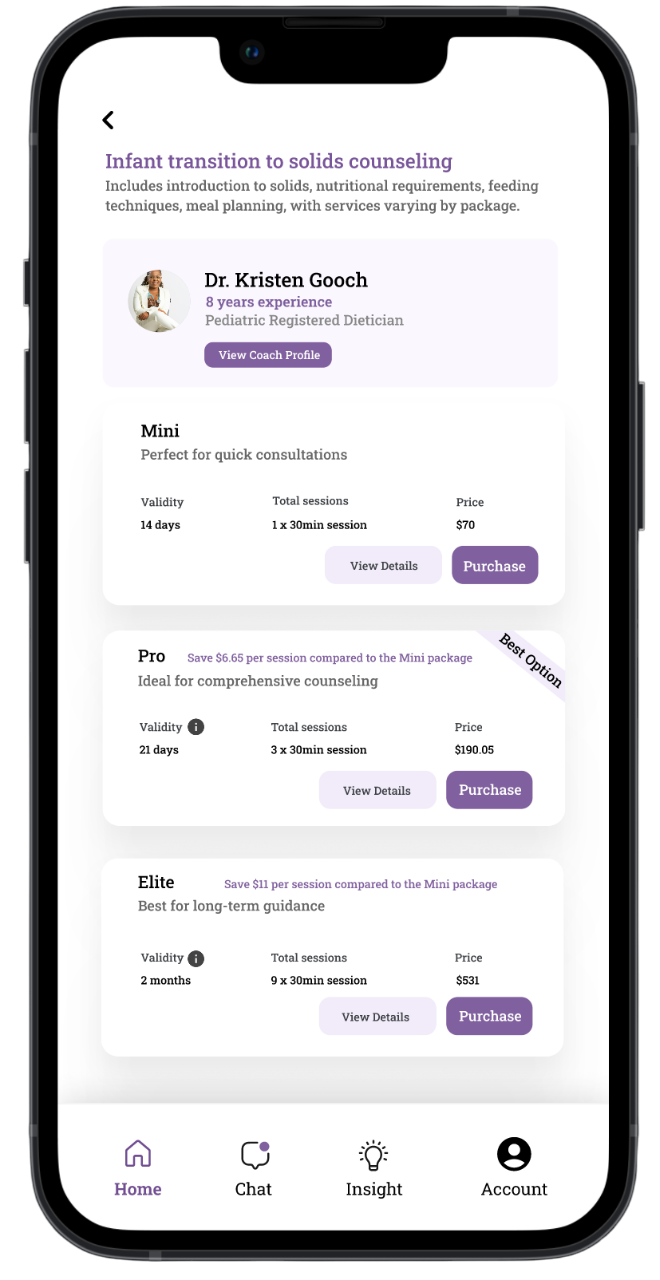 Infant transition to solids counseling
Includes introduction to solids, nutritional requirements, feeding
techniques, meal planning, with services varying by package.
Dr. Kristen Gooch
8 years experience
Pediatric Registered Dietician
View Coach Profile
Mini
Perfect for quick consultations
Validity Total sessions Price
14 days 1 x 30min session $70
View Details Purchase
Best Option
Pro Save $6.65 per session compared to the Mini package
Ideal for comprehensive counseling
Validity i Total sessions Price
21 days 3 x 30min session $190.05
View Details Purchase
Elite Save $11 per session compared to the Mini package
Best for long-term guidance
Validity i Total sessions Price
2 months 9 x 30min session $531
View Details Purchase
Home Chat Insight Account